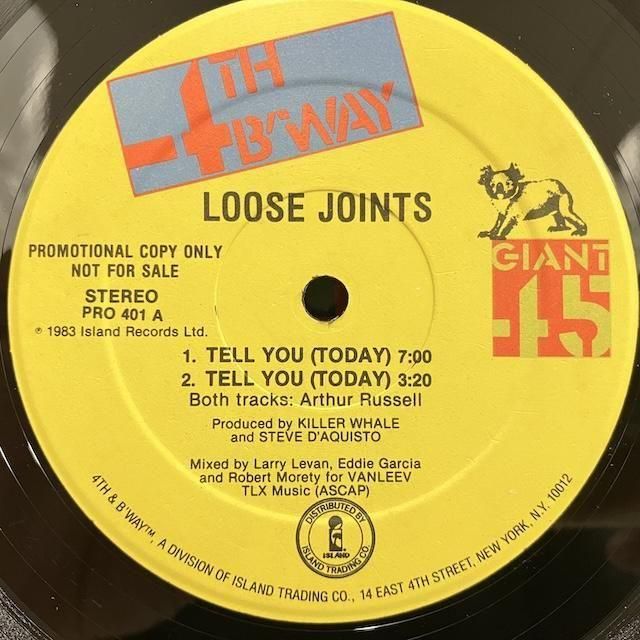 4TH
B'WAY
LOOSE JOINTS
PROMOTIONAL COPY ONLY
NOT FOR SALE
STEREO
PRO 401 A
℗ 1983 Island Records Ltd.
GIANT
45
1. TELL YOU (TODAY) 7:00
2. TELL YOU (TODAY) 3:20
Both tracks: Arthur Russell
Produced by KILLER WHALE
and STEVE D'AQUISTO
Mixed by Larry Levan, Eddie Garcia
and Robert Morety for VANLEEV
TLX Music (ASCAP)
DISTRIBUTED BY
ISLAND
ISLAND TRADING CO.
4TH & B'WAY™, A DIVISION OF ISLAND TRADING CO., 14 EAST 4TH STREET, NEW YORK, N.Y. 10012